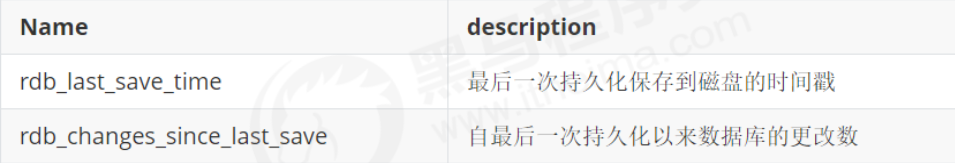 Name description
rdb_last_save_time 最后一次持久化保存到磁盘的时间戳
rdb_changes_since_last_save 自最后一次持久化以来数据库的更改数